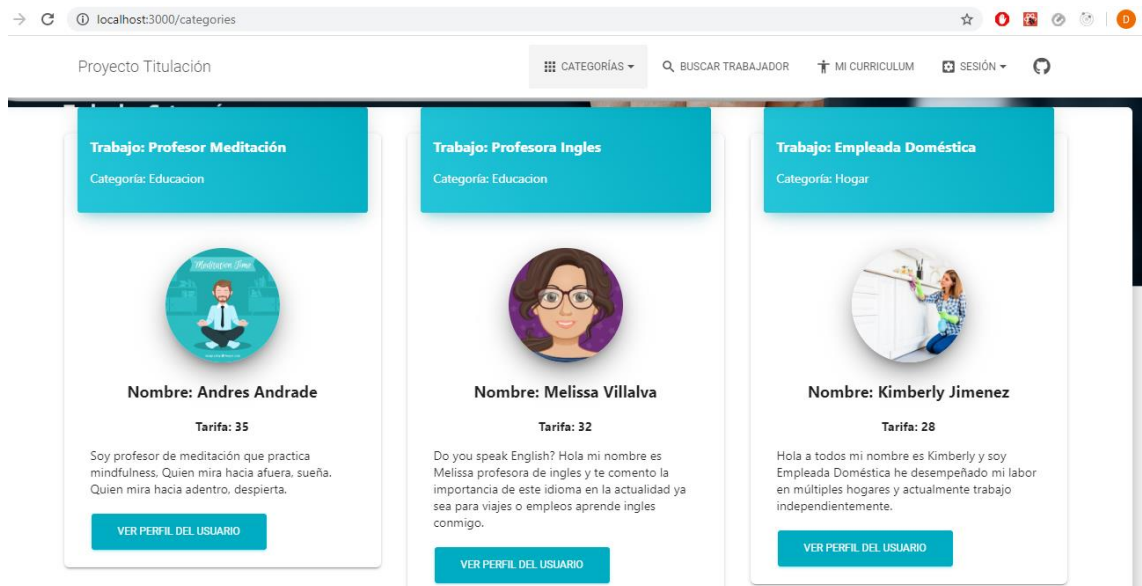 localhost:3000/categories
D
Proyecto Titulación
CATEGORÍAS
BUSCAR TRABAJADOR
MI CURRICULUM
SESIÓN
Trabajo: Profesor Meditación
Categoría: Educacion
Meditation Time
Nombre: Andres Andrade
Tarifa: 35
Soy profesor de meditación que practica
mindfulness. Quien mira hacia afuera, sueña.
Quien mira hacia adentro, despierta.
VER PERFIL DEL USUARIO
Trabajo: Profesora Ingles
Categoría: Educacion
Nombre: Melissa Villalva
Tarifa: 32
Do you speak English? Hola mi nombre es
Melissa profesora de ingles y te comento la
importancia de este idioma en la actualidad ya
sea para viajes o empleos aprende ingles
conmigo.
VER PERFIL DEL USUARIO
Trabajo: Empleada Doméstica
Categoría: Hogar
Nombre: Kimberly Jimenez
Tarifa: 28
Hola a todos mi nombre es Kimberly y soy
Empleada Doméstica he desempeñado mi labor
en múltiples hogares y actualmente trabajo
independientemente.
VER PERFIL DEL USUARIO